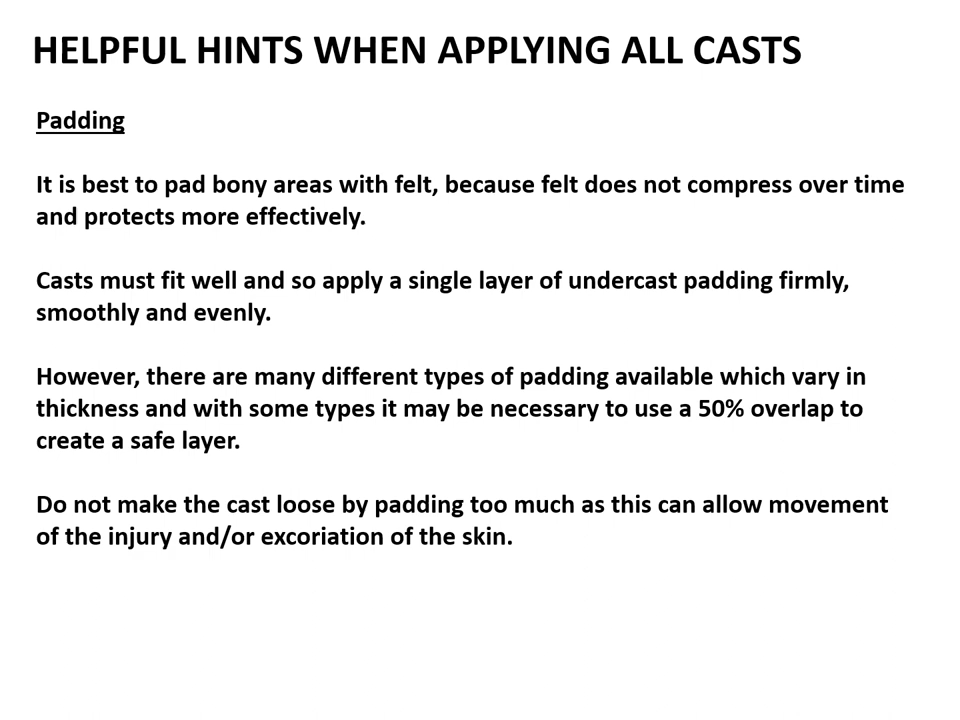 HELPFUL HINTS WHEN APPLYING ALL CASTS
Padding
It is best to pad bony areas with felt, because felt does not compress over time
and protects more effectively.
Casts must fit well and so apply a single layer of undercast padding firmly,
smoothly and evenly.
However, there are many different types of padding available which vary in
thickness and with some types it may be necessary to use a 50% overlap to
create a safe layer.
Do not make the cast loose by padding too much as this can allow movement
of the injury and/or excoriation of the skin.